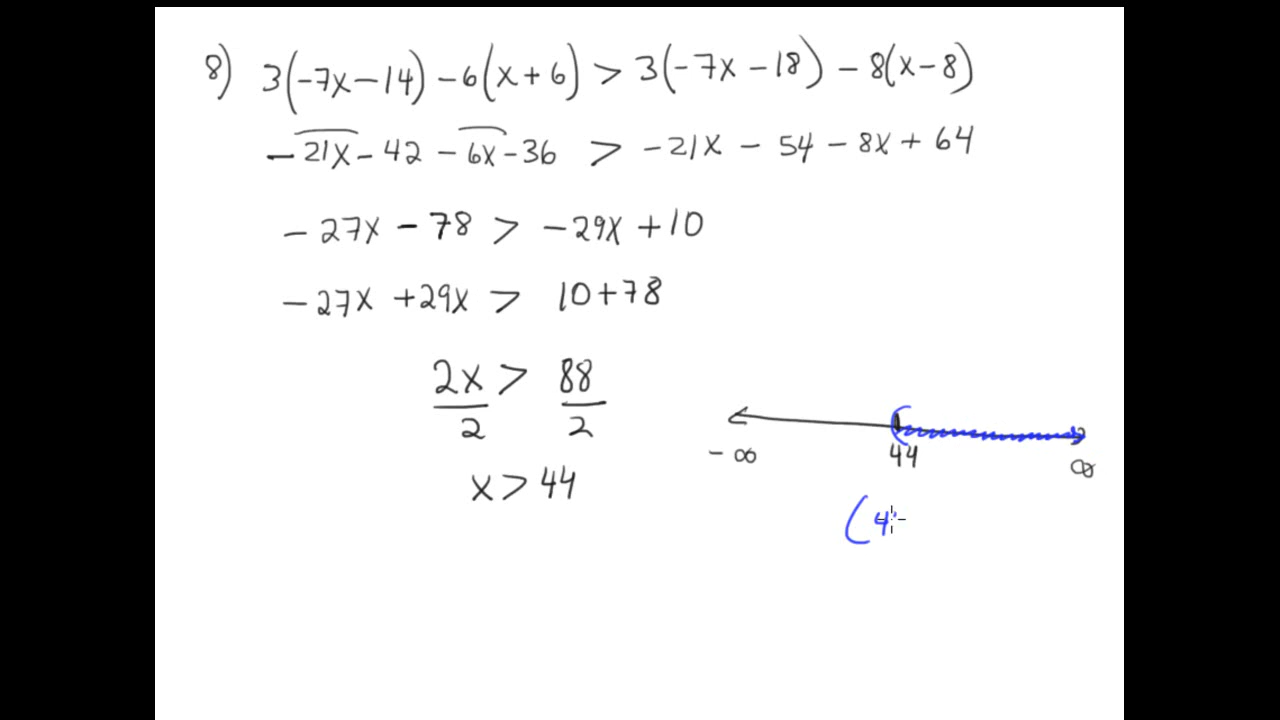 8) 3(-7x-14) -6(x+6) > 3(-7x-18) - 8(x-8)
-21x - 42 - 6x - 36 > -21x - 54 - 8x + 64
-27x - 78 > -29x + 10
-27x + 29x > 10 + 78
2x > 88
2 2
x > 44
-∞ 44 ∞
(4